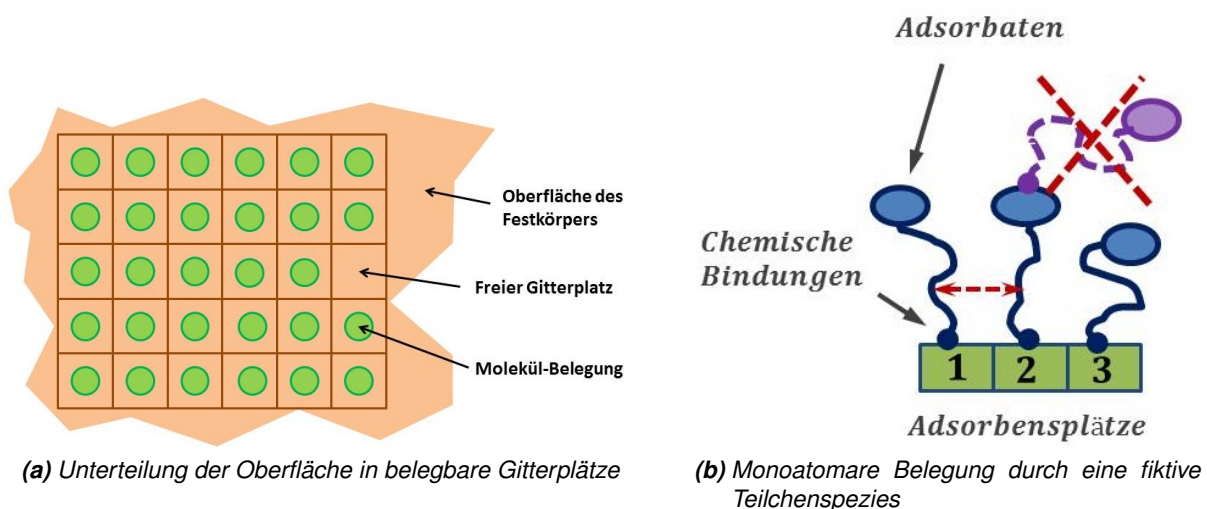 Adsorbaten
Oberfläche des
Festkörpers
Freier Gitterplatz
Molekül-Belegung
Chemische
Bindungen
1 2 3
Adsorbensplätze
(a) Unterteilung der Oberfläche in belegbare Gitterplätze
(b) Monoatomare Belegung durch eine fiktive
Teilchenspezies